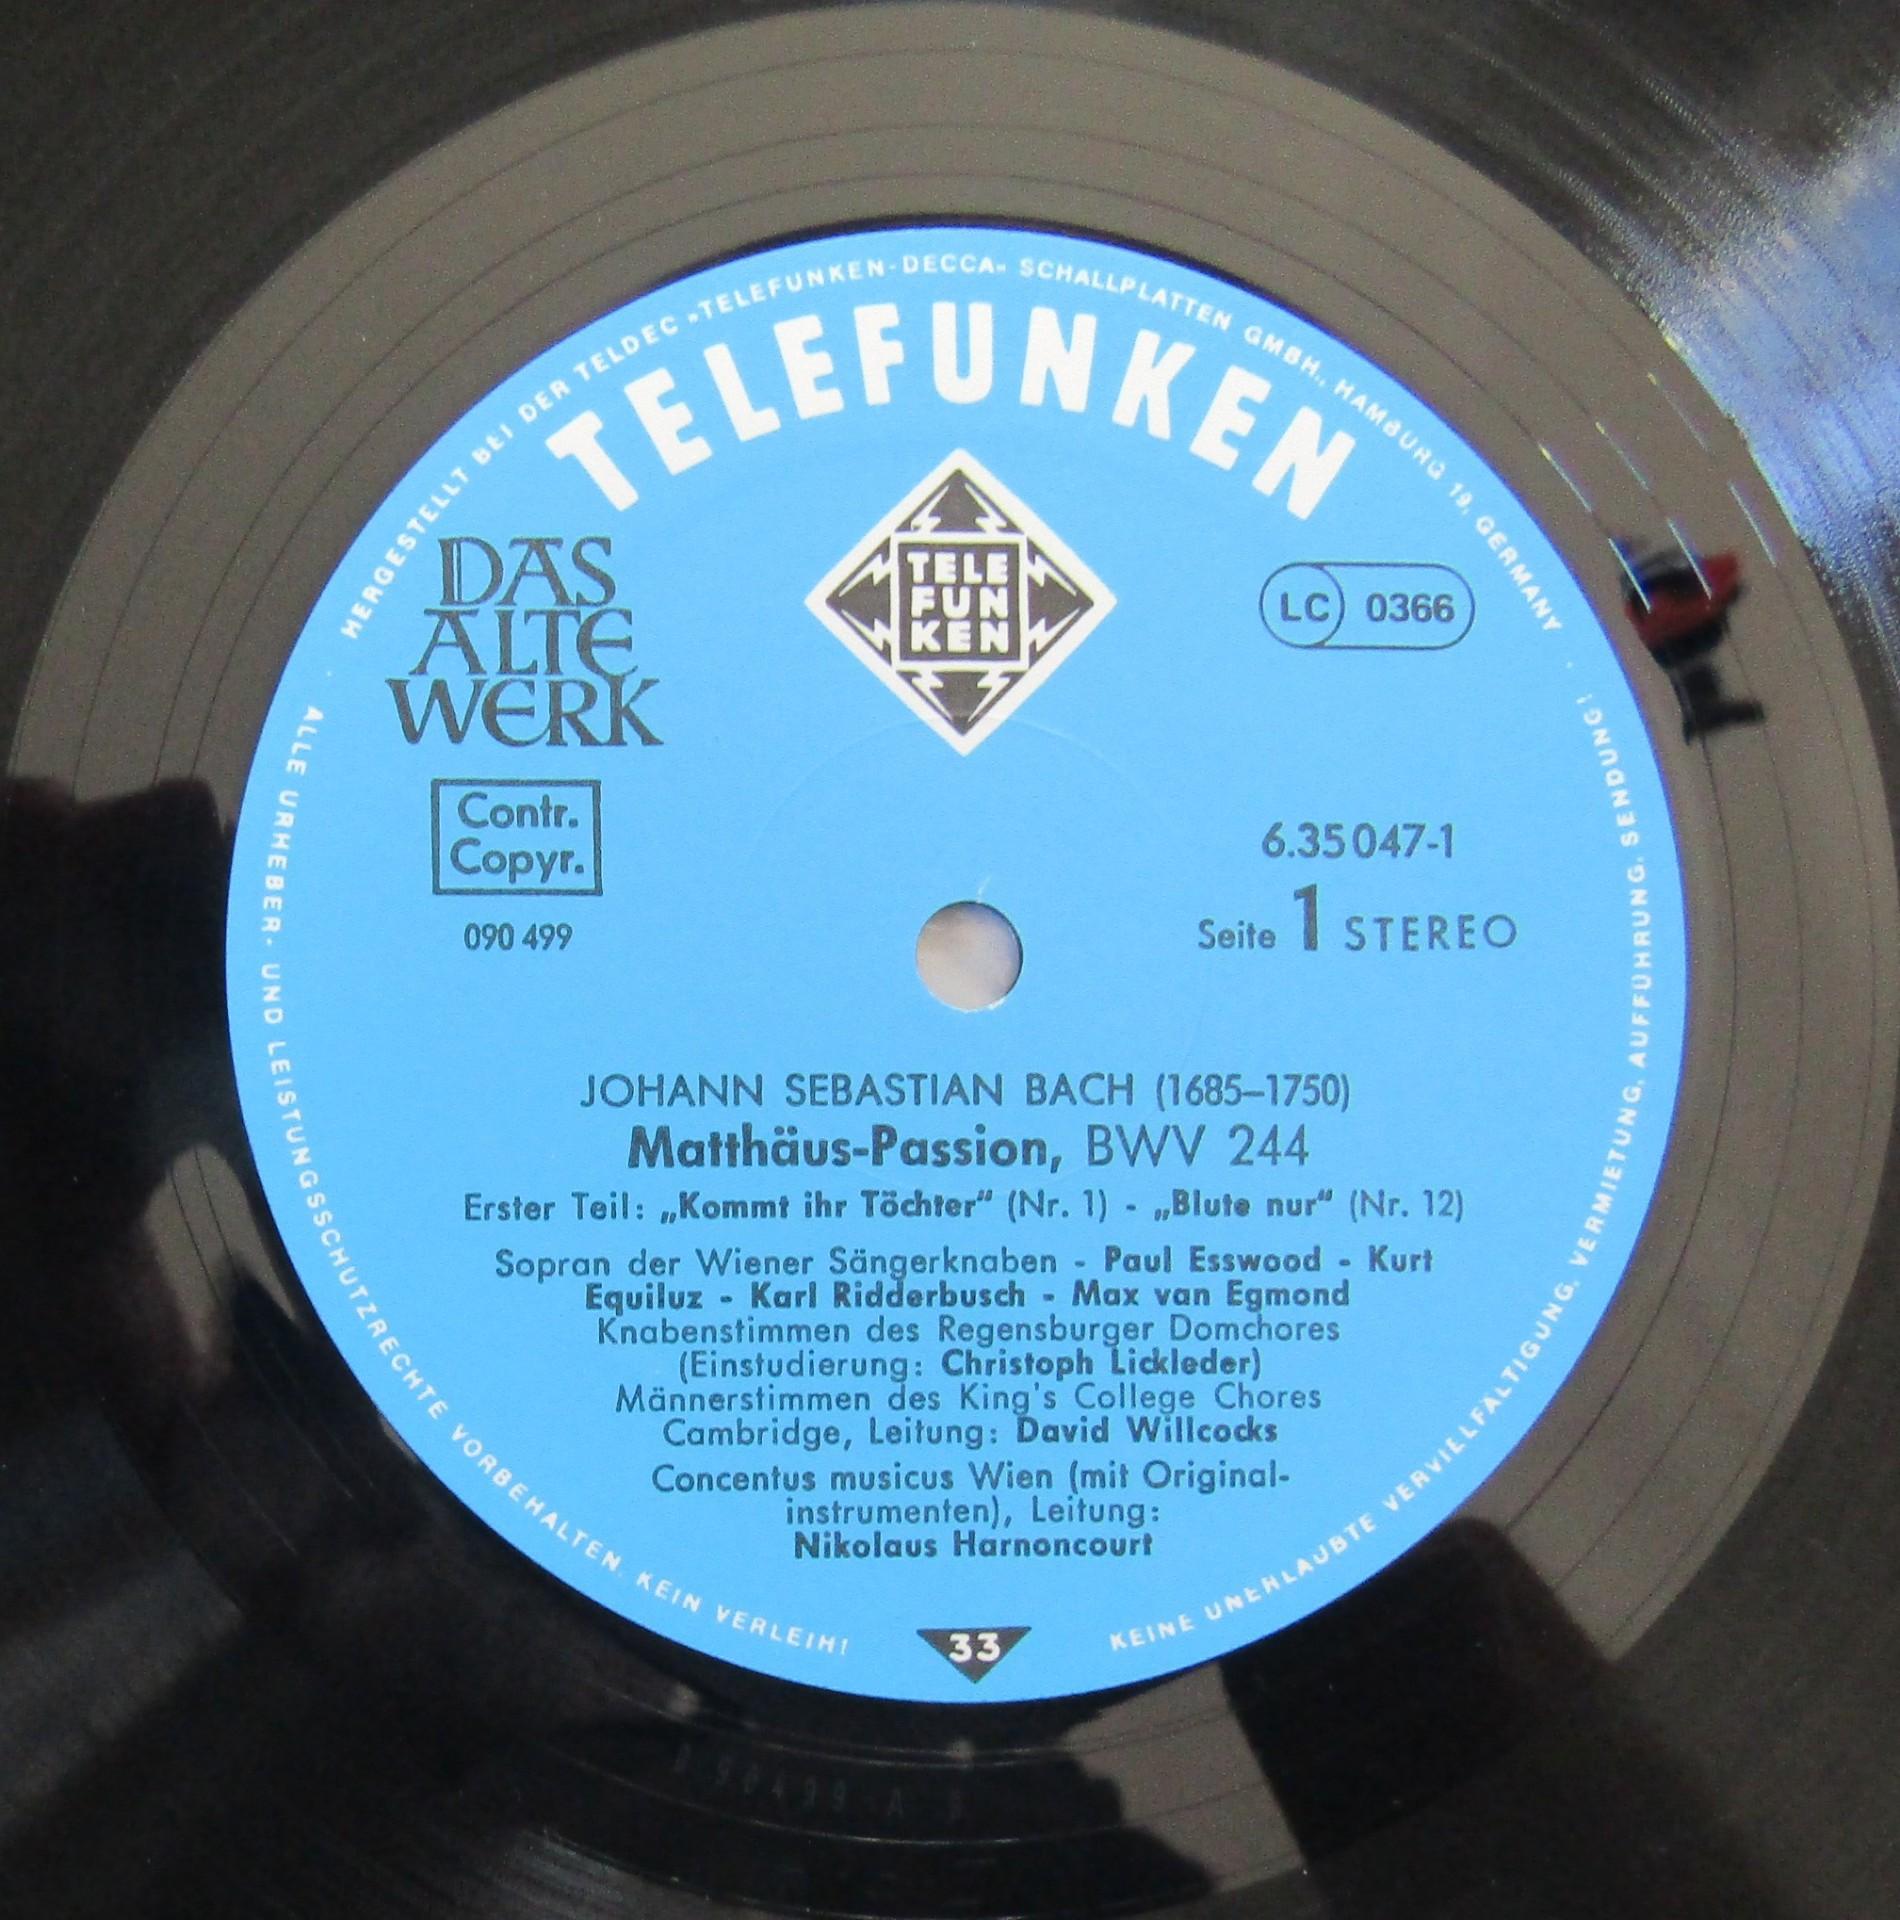 HERGESTELLT BEI DER TELDEC »TELEFUNKEN-DECCA« SCHALLPLATTEN GMBH., HAMBURG 19, GERMANY
TELEFUNKEN
DAS
ALTE
WERK
TELE
FUN
KEN
LC 0366
Contr.
Copyr.
090 499
6.35 047-1
Seite 1 STEREO
JOHANN SEBASTIAN BACH (1685–1750)
Matthäus-Passion, BWV 244
Erster Teil: „Kommt ihr Töchter“ (Nr. 1) - „Blute nur“ (Nr. 12)
Sopran der Wiener Sängerknaben - Paul Esswood - Kurt
Equiluz - Karl Ridderbusch - Max van Egmond
Knabenstimmen des Regensburger Domchores
(Einstudierung: Christoph Lickleder)
Männerstimmen des King's College Chores
Cambridge, Leitung: David Willcocks
Concentus musicus Wien (mit Original-
instrumenten), Leitung:
Nikolaus Harnoncourt
33
ALLE URHEBER- UND LEISTUNGSSCHUTZRECHTE VORBEHALTEN. KEIN VERLEIH!
KEINE UNERLAUBTE VERVIELFÄLTIGUNG, VERMIETUNG, AUFFÜHRUNG, SENDUNG!